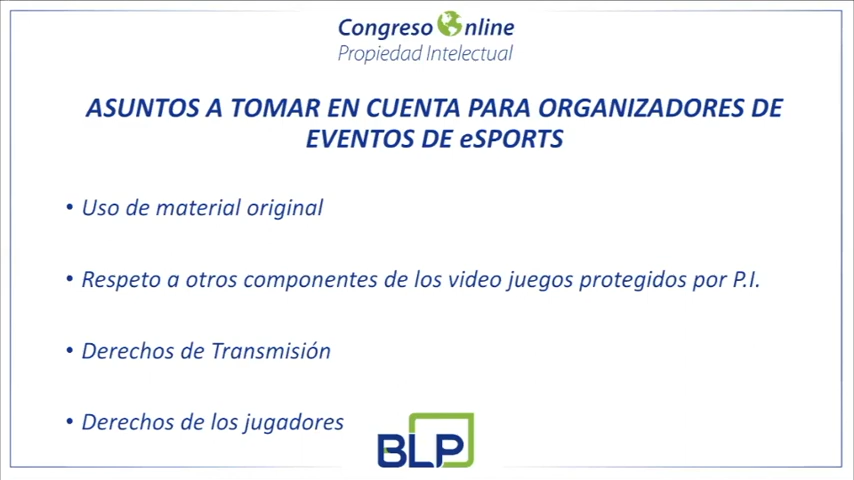 Congreso Online
Propiedad Intelectual
ASUNTOS A TOMAR EN CUENTA PARA ORGANIZADORES DE
EVENTOS DE eSPORTS
• Uso de material original
• Respeto a otros componentes de los video juegos protegidos por P.I.
• Derechos de Transmisión
• Derechos de los jugadores
BLP